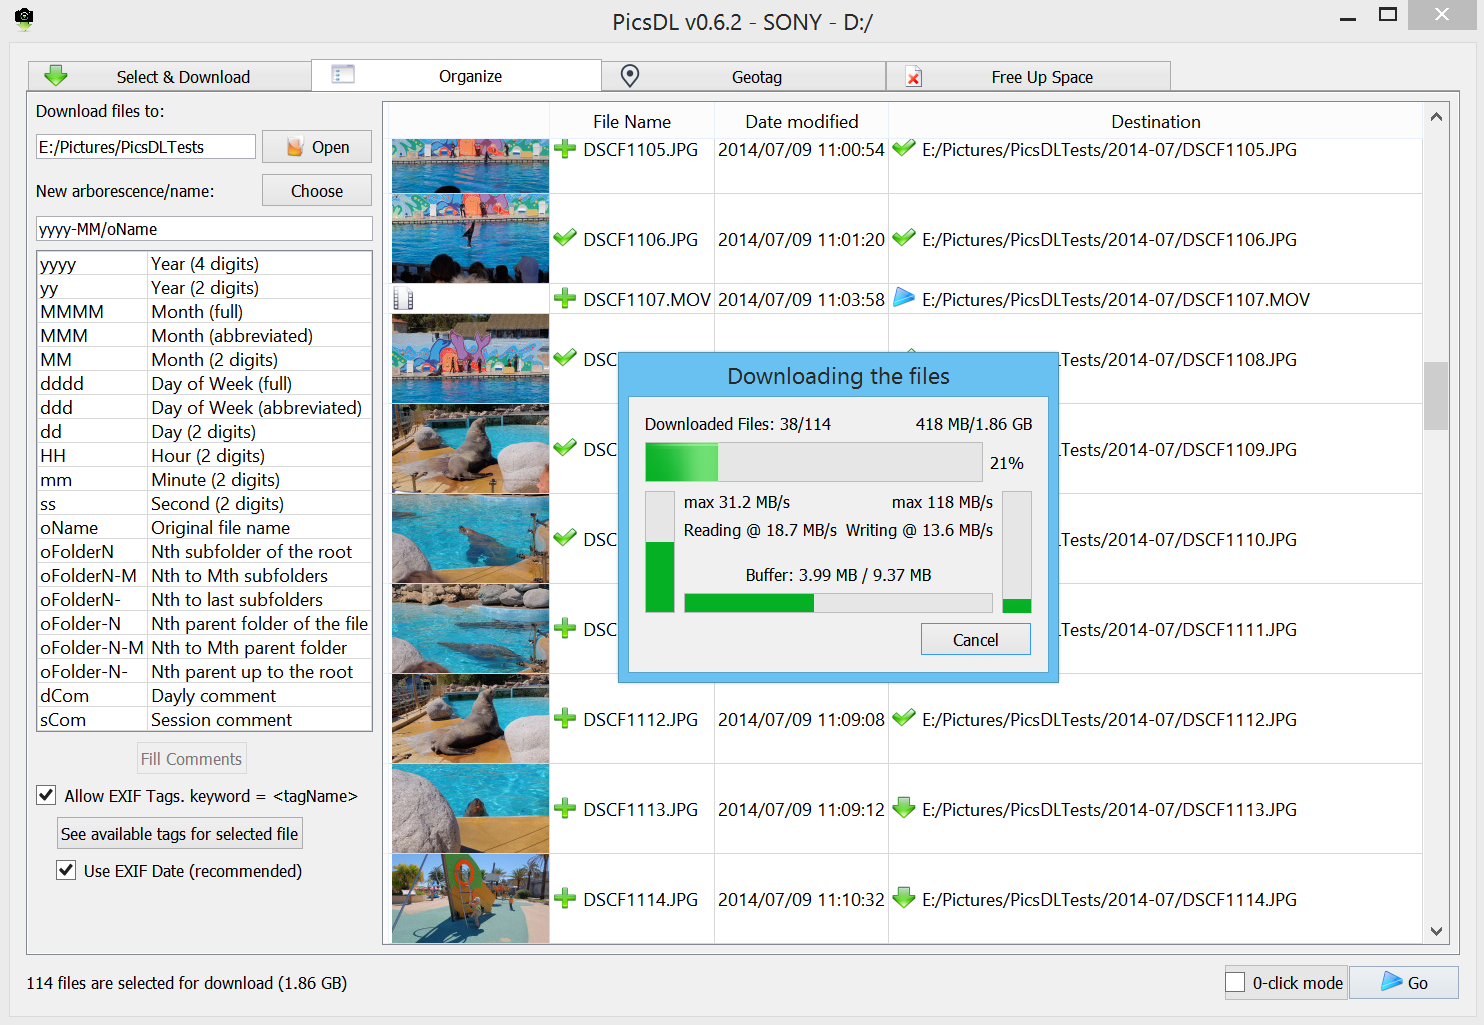 PicsDL v0.6.2 - SONY - D:/
Select & Download
Organize
Geotag
Free Up Space
Download files to:
E:/Pictures/PicsDLTests
Open
New arborescence/name:
Choose
yyyy-MM/oName
yyyy Year (4 digits)
yy Year (2 digits)
MMMM Month (full)
MMM Month (abbreviated)
MM Month (2 digits)
dddd Day of Week (full)
ddd Day of Week (abbreviated)
dd Day (2 digits)
HH Hour (2 digits)
mm Minute (2 digits)
ss Second (2 digits)
oName Original file name
oFolderN Nth subfolder of the root
oFolderN-M Nth to Mth subfolders
oFolderN- Nth to last subfolders
oFolder-N Nth parent folder of the file
oFolder-N-M Nth to Mth parent folder
oFolder-N- Nth parent up to the root
dCom Dayly comment
sCom Session comment
Fill Comments
Allow EXIF Tags. keyword = <tagName>
See available tags for selected file
Use EXIF Date (recommended)
File Name Date modified Destination
DSCF1105.JPG 2014/07/09 11:00:54 E:/Pictures/PicsDLTests/2014-07/DSCF1105.JPG
DSCF1106.JPG 2014/07/09 11:01:20 E:/Pictures/PicsDLTests/2014-07/DSCF1106.JPG
DSCF1107.MOV 2014/07/09 11:03:58 E:/Pictures/PicsDLTests/2014-07/DSCF1107.MOV
DSC Tests/2014-07/DSCF1108.JPG
DSC Tests/2014-07/DSCF1109.JPG
DSC Tests/2014-07/DSCF1110.JPG
DSC Tests/2014-07/DSCF1111.JPG
DSCF1112.JPG 2014/07/09 11:09:08 E:/Pictures/PicsDLTests/2014-07/DSCF1112.JPG
DSCF1113.JPG 2014/07/09 11:09:12 E:/Pictures/PicsDLTests/2014-07/DSCF1113.JPG
DSCF1114.JPG 2014/07/09 11:10:32 E:/Pictures/PicsDLTests/2014-07/DSCF1114.JPG
Downloading the files
Downloaded Files: 38/114 418 MB/1.86 GB
21%
max 31.2 MB/s max 118 MB/s
Reading @ 18.7 MB/s Writing @ 13.6 MB/s
Buffer: 3.99 MB / 9.37 MB
Cancel
114 files are selected for download (1.86 GB)
0-click mode
Go